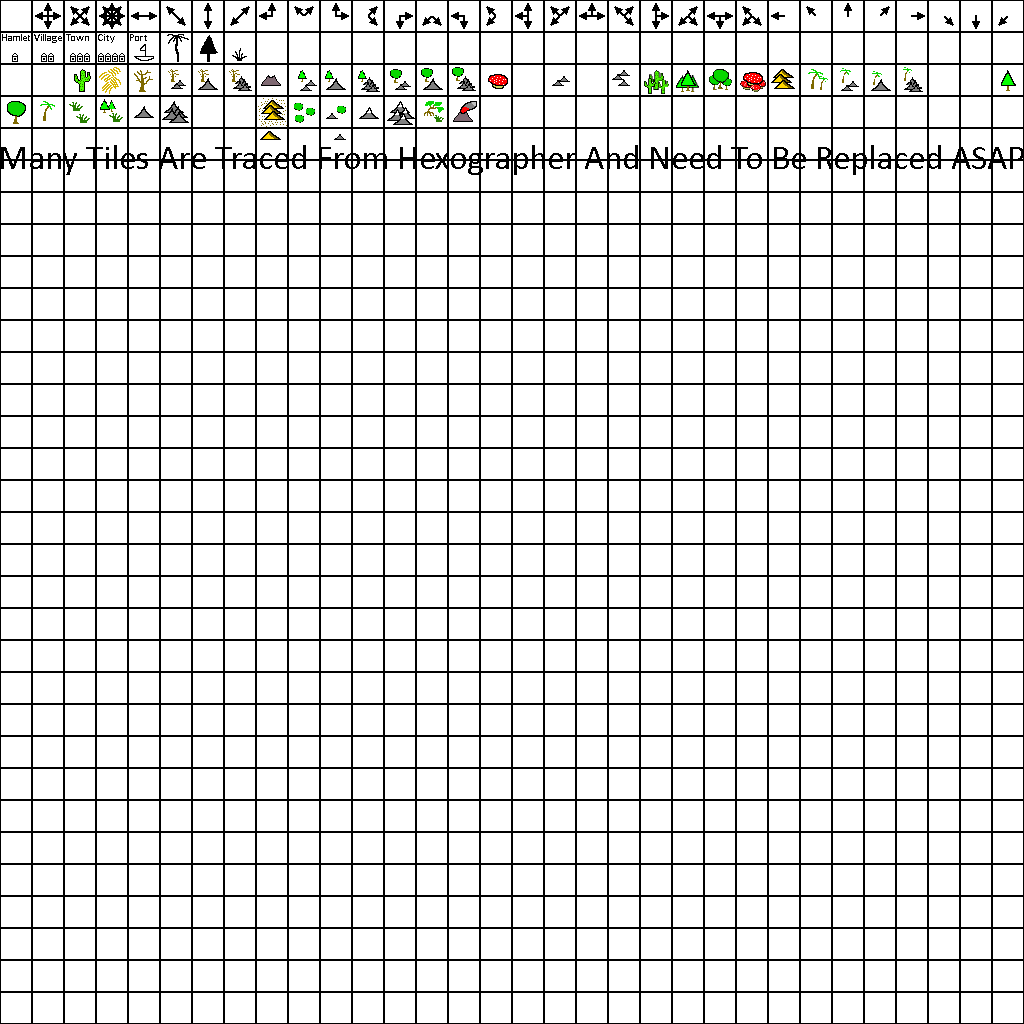 Hamlet Village Town City Port
Many Tiles Are Traced From Hexographer And Need To Be Replaced ASAP